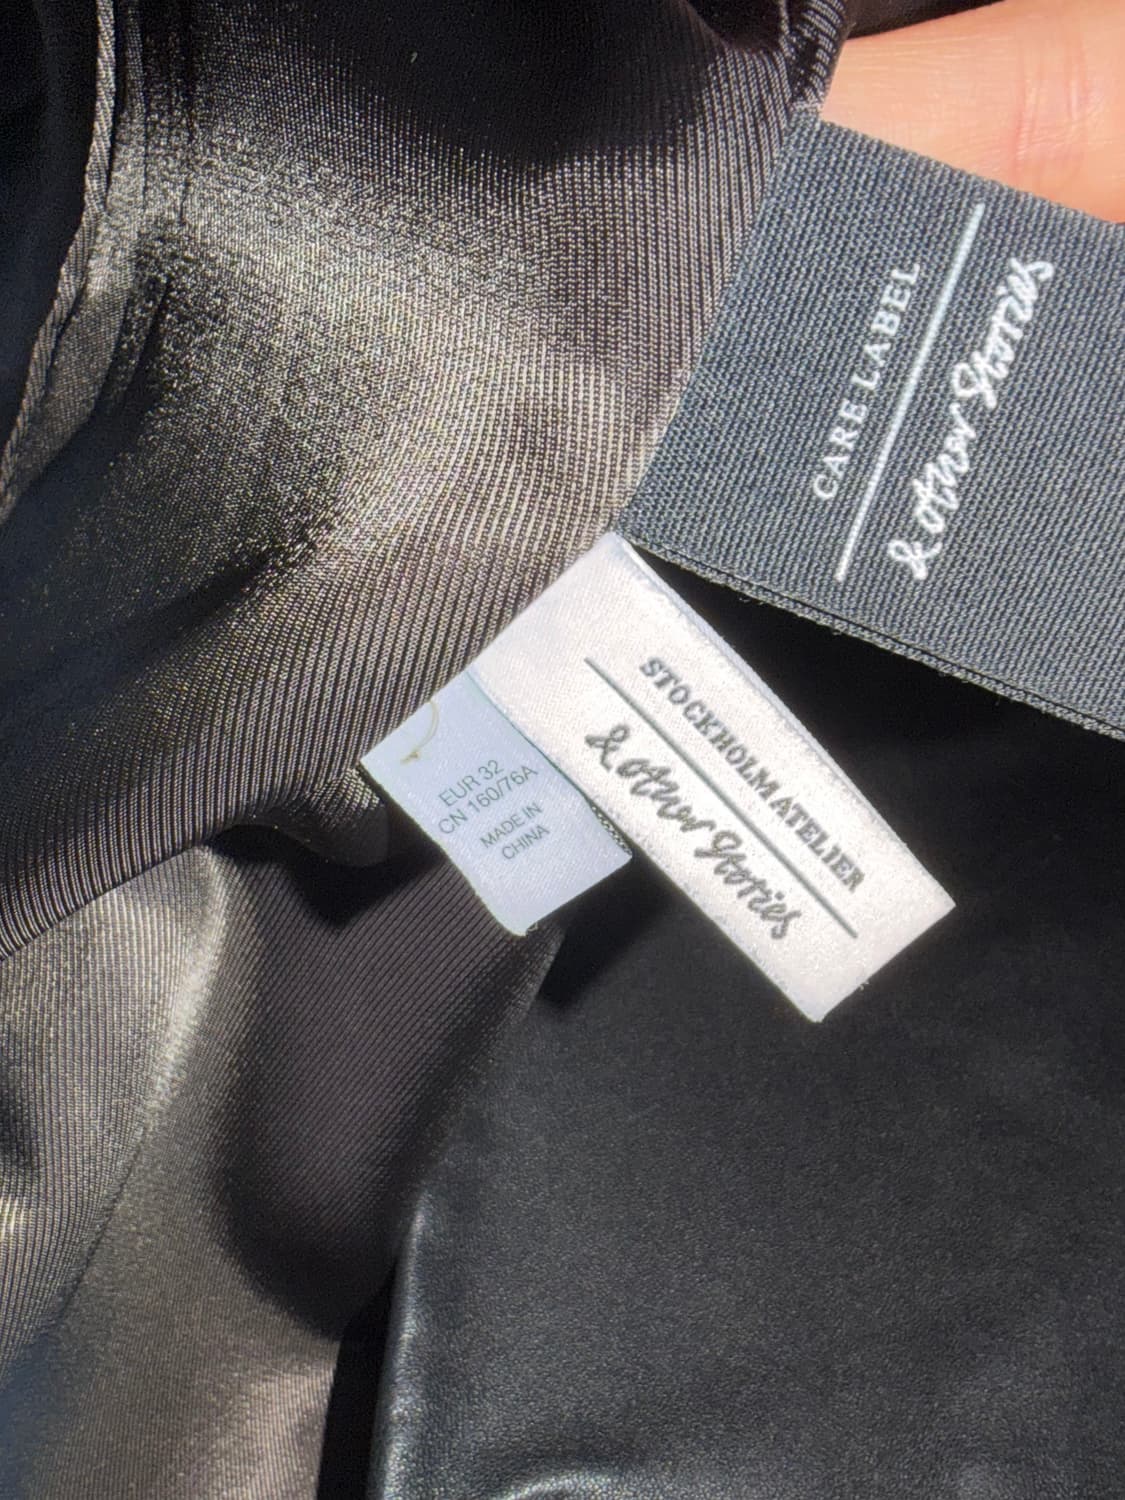 CARE LABEL
& other Stories
STOCKHOLM ATELIER
& other Stories
EUR 32
CN 160/76A
MADE IN
CHINA